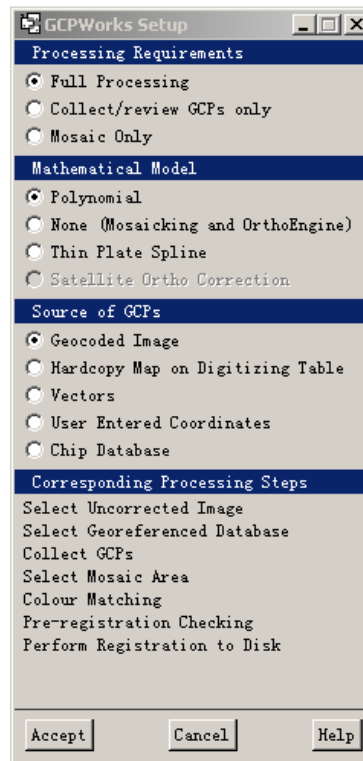 GCPWorks Setup
Processing Requirements
Full Processing
Collect/review GCPs only
Mosaic Only
Mathematical Model
Polynomial
None (Mosaicking and OrthoEngine)
Thin Plate Spline
Satellite Ortho Correction
Source of GCPs
Geocoded Image
Hardcopy Map on Digitizing Table
Vectors
User Entered Coordinates
Chip Database
Corresponding Processing Steps
Select Uncorrected Image
Select Georeferenced Database
Collect GCPs
Select Mosaic Area
Colour Matching
Pre-registration Checking
Perform Registration to Disk
Accept Cancel Help